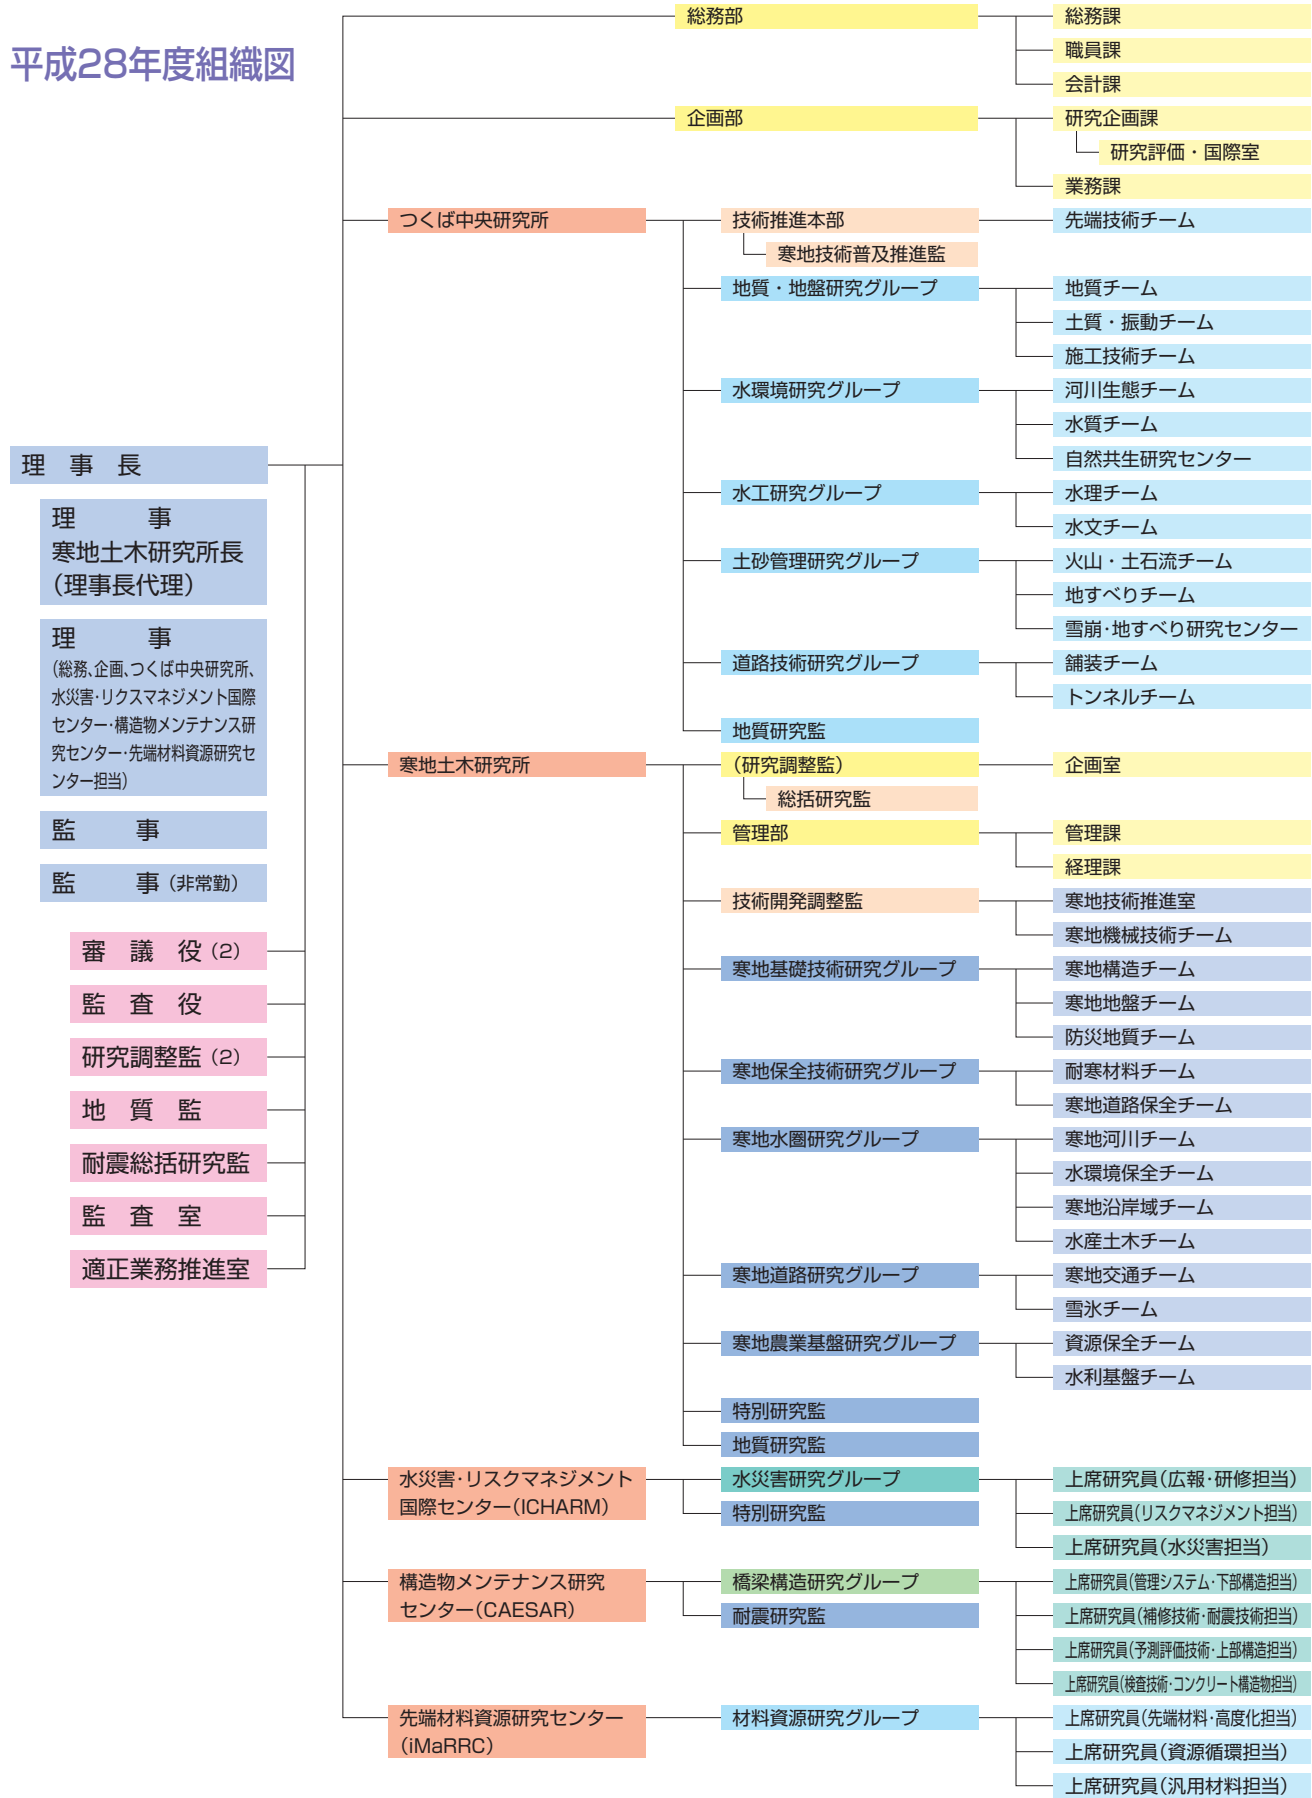 平成28年度組織図
理事長
理事
寒地土木研究所長
(理事長代理)
理事
(総務、企画、つくば中央研究所、
水災害・リクスマネジメント国際
センター・構造物メンテナンス研
究センター・先端材料資源研究セ
ンター担当)
監事
監事(非常勤)
審議役(2)
監査役
研究調整監(2)
地質監
耐震総括研究監
監査室
適正業務推進室
総務部
総務課
職員課
会計課
企画部
研究企画課
研究評価・国際室
業務課
つくば中央研究所
技術推進本部
先端技術チーム
寒地技術普及推進監
地質・地盤研究グループ
地質チーム
土質・振動チーム
施工技術チーム
水環境研究グループ
河川生態チーム
水質チーム
自然共生研究センター
水工研究グループ
水理チーム
水文チーム
土砂管理研究グループ
火山・土石流チーム
地すべりチーム
雪崩・地すべり研究センター
道路技術研究グループ
舗装チーム
トンネルチーム
地質研究監
寒地土木研究所
(研究調整監)
企画室
総括研究監
管理部
管理課
経理課
技術開発調整監
寒地技術推進室
寒地機械技術チーム
寒地基礎技術研究グループ
寒地構造チーム
寒地地盤チーム
防災地質チーム
寒地保全技術研究グループ
耐寒材料チーム
寒地道路保全チーム
寒地水圏研究グループ
寒地河川チーム
水環境保全チーム
寒地沿岸域チーム
水産土木チーム
寒地道路研究グループ
寒地交通チーム
雪氷チーム
寒地農業基盤研究グループ
資源保全チーム
水利基盤チーム
特別研究監
地質研究監
水災害・リスクマネジメント
国際センター(ICHARM)
水災害研究グループ
特別研究監
上席研究員(広報・研修担当)
上席研究員(リスクマネジメント担当)
上席研究員(水災害担当)
構造物メンテナンス研究
センター(CAESAR)
橋梁構造研究グループ
耐震研究監
上席研究員(管理システム・下部構造担当)
上席研究員(補修技術・耐震技術担当)
上席研究員(予測評価技術・上部構造担当)
上席研究員(検査技術・コンクリート構造物担当)
先端材料資源研究センター
(iMaRRC)
材料資源研究グループ
上席研究員(先端材料・高度化担当)
上席研究員(資源循環担当)
上席研究員(汎用材料担当)